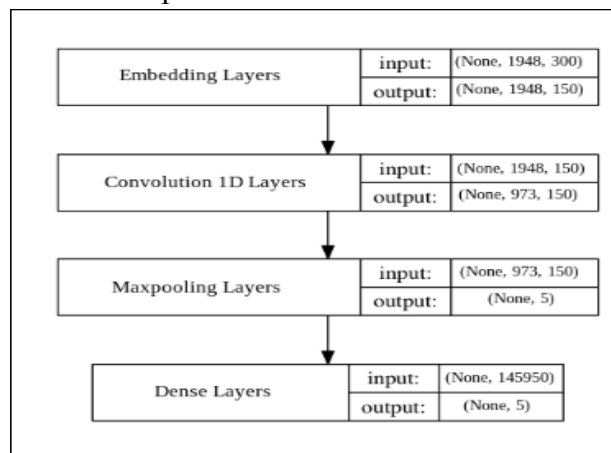 Embedding Layers
input: (None, 1948, 300)
output: (None, 1948, 150)
Convolution 1D Layers
input: (None, 1948, 150)
output: (None, 973, 150)
Maxpooling Layers
input: (None, 973, 150)
output: (None, 5)
Dense Layers
input: (None, 145950)
output: (None, 5)